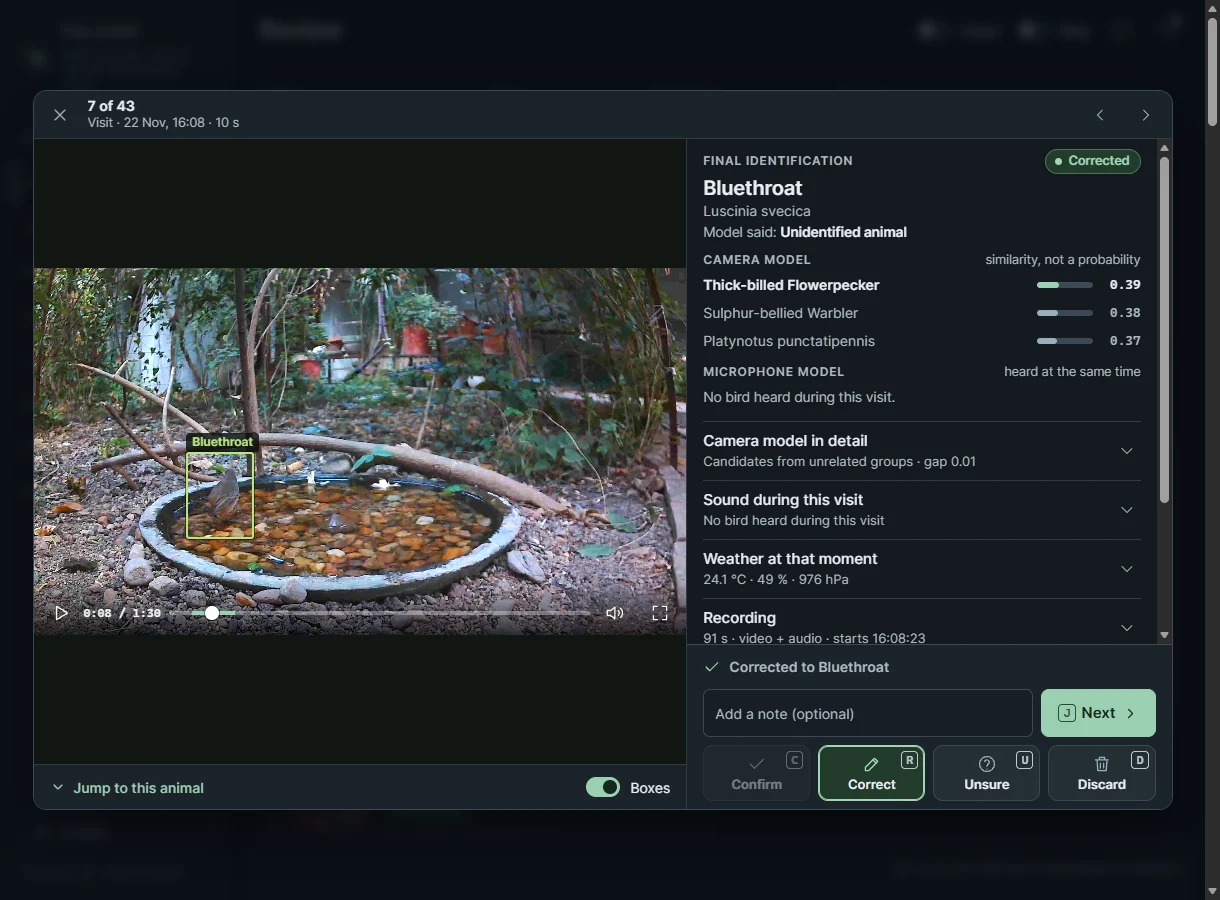 7 of 43
Visit · 22 Nov, 16:08 · 10 s
Bluethroat
0:08 / 1:30
Jump to this animal
Boxes
FINAL IDENTIFICATION
Corrected
Bluethroat
Luscinia svecica
Model said: Unidentified animal
CAMERA MODEL
similarity, not a probability
Thick-billed Flowerpecker 0.39
Sulphur-bellied Warbler 0.38
Platynotus punctatipennis 0.37
MICROPHONE MODEL
heard at the same time
No bird heard during this visit.
Camera model in detail
Candidates from unrelated groups · gap 0.01
Sound during this visit
No bird heard during this visit
Weather at that moment
24.1 °C · 49 % · 976 hPa
Recording
91 s · video + audio · starts 16:08:23
Corrected to Bluethroat
Add a note (optional)
J Next
C Confirm
R Correct
U Unsure
D Discard